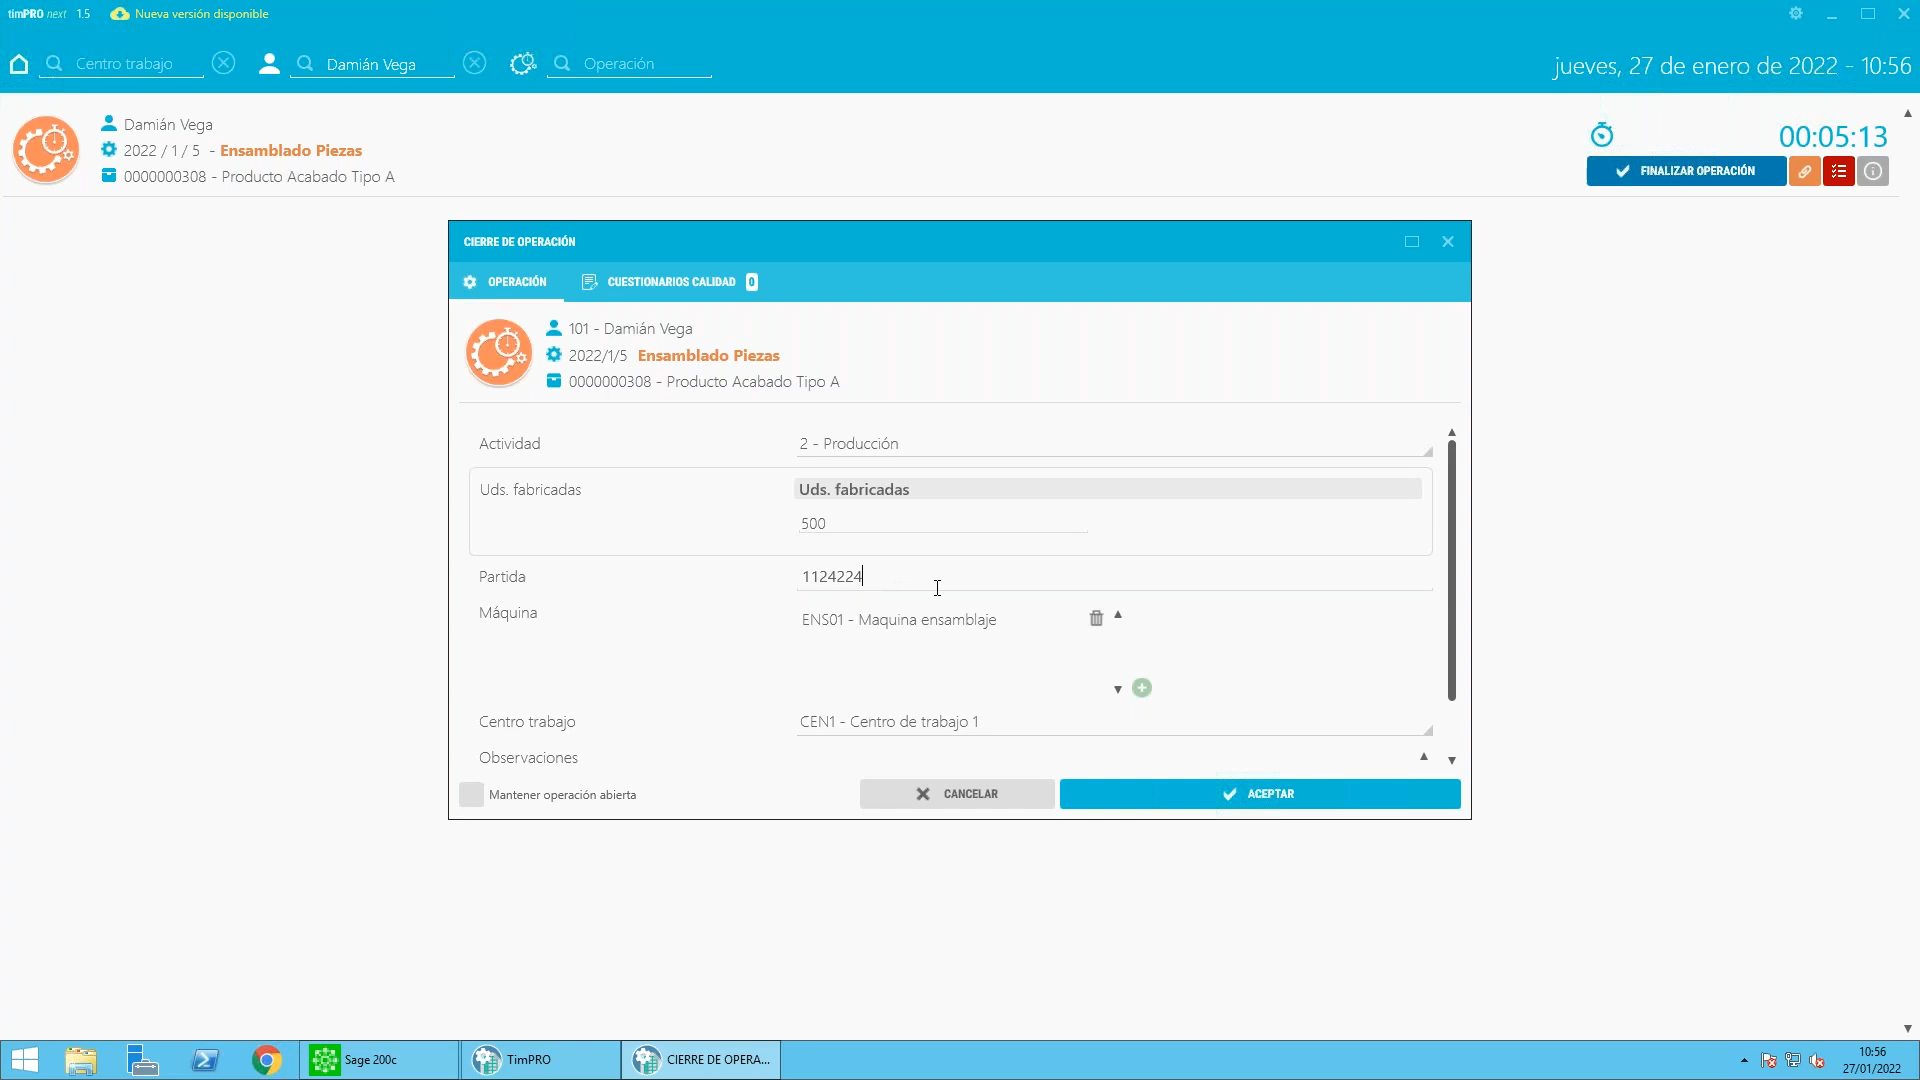 timPRO next 1.5 Nueva versión disponible
Centro trabajo Damián Vega Operación jueves, 27 de enero de 2022 - 10:56
Damián Vega
2022 / 1 / 5 - Ensamblado Piezas
0000000308 - Producto Acabado Tipo A
00:05:13
FINALIZAR OPERACIÓN
CIERRE DE OPERACIÓN
OPERACIÓN CUESTIONARIOS CALIDAD 0
101 - Damián Vega
2022/1/5 Ensamblado Piezas
0000000308 - Producto Acabado Tipo A
Actividad 2 - Producción
Uds. fabricadas Uds. fabricadas
500
Partida 1124224
Máquina ENS01 - Maquina ensamblaje
Centro trabajo CEN1 - Centro de trabajo 1
Observaciones
Mantener operación abierta CANCELAR ACEPTAR
Sage 200c TimPRO CIERRE DE OPERA... 10:56
27/01/2022